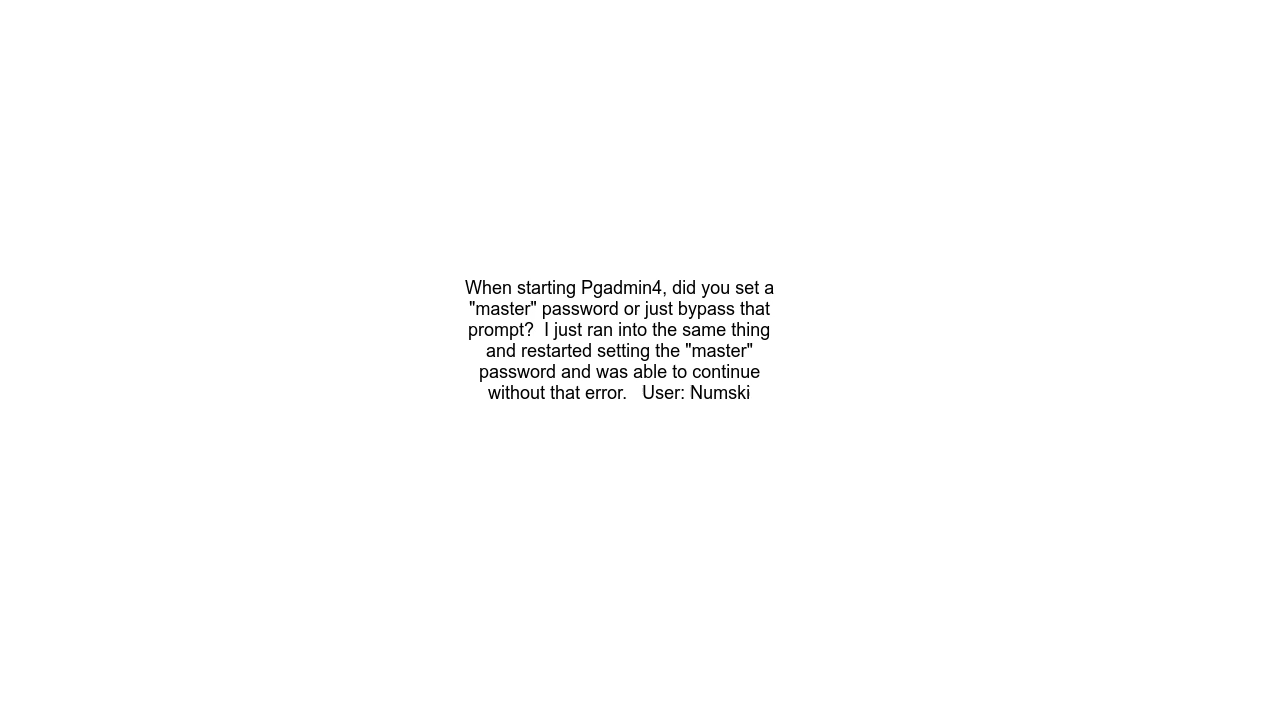 When starting Pgadmin4, did you set a
"master" password or just bypass that
prompt?  I just ran into the same thing
and restarted setting the "master"
password and was able to continue
without that error.   User: Numski